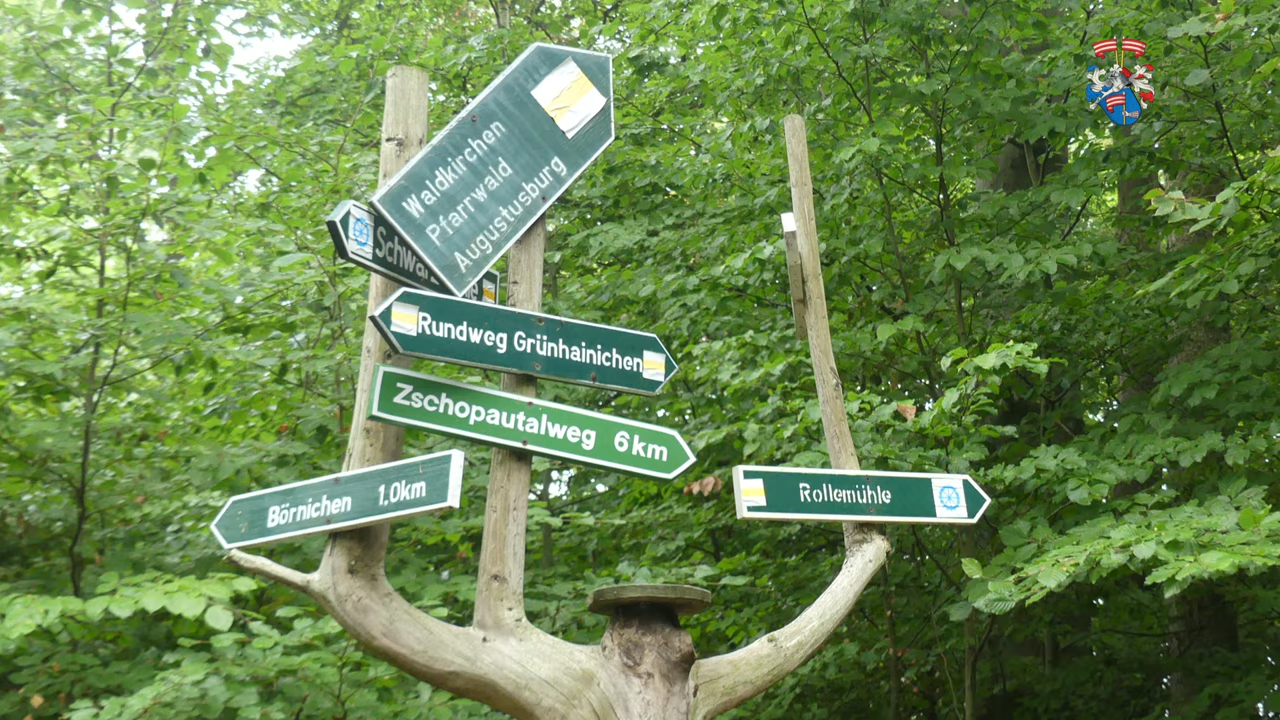 Waldkirchen
Pfarrwald
Augustusburg
Rundweg Grünhainichen
Zschopautalweg 6km
Börnichen 1.0km
Rollemühle